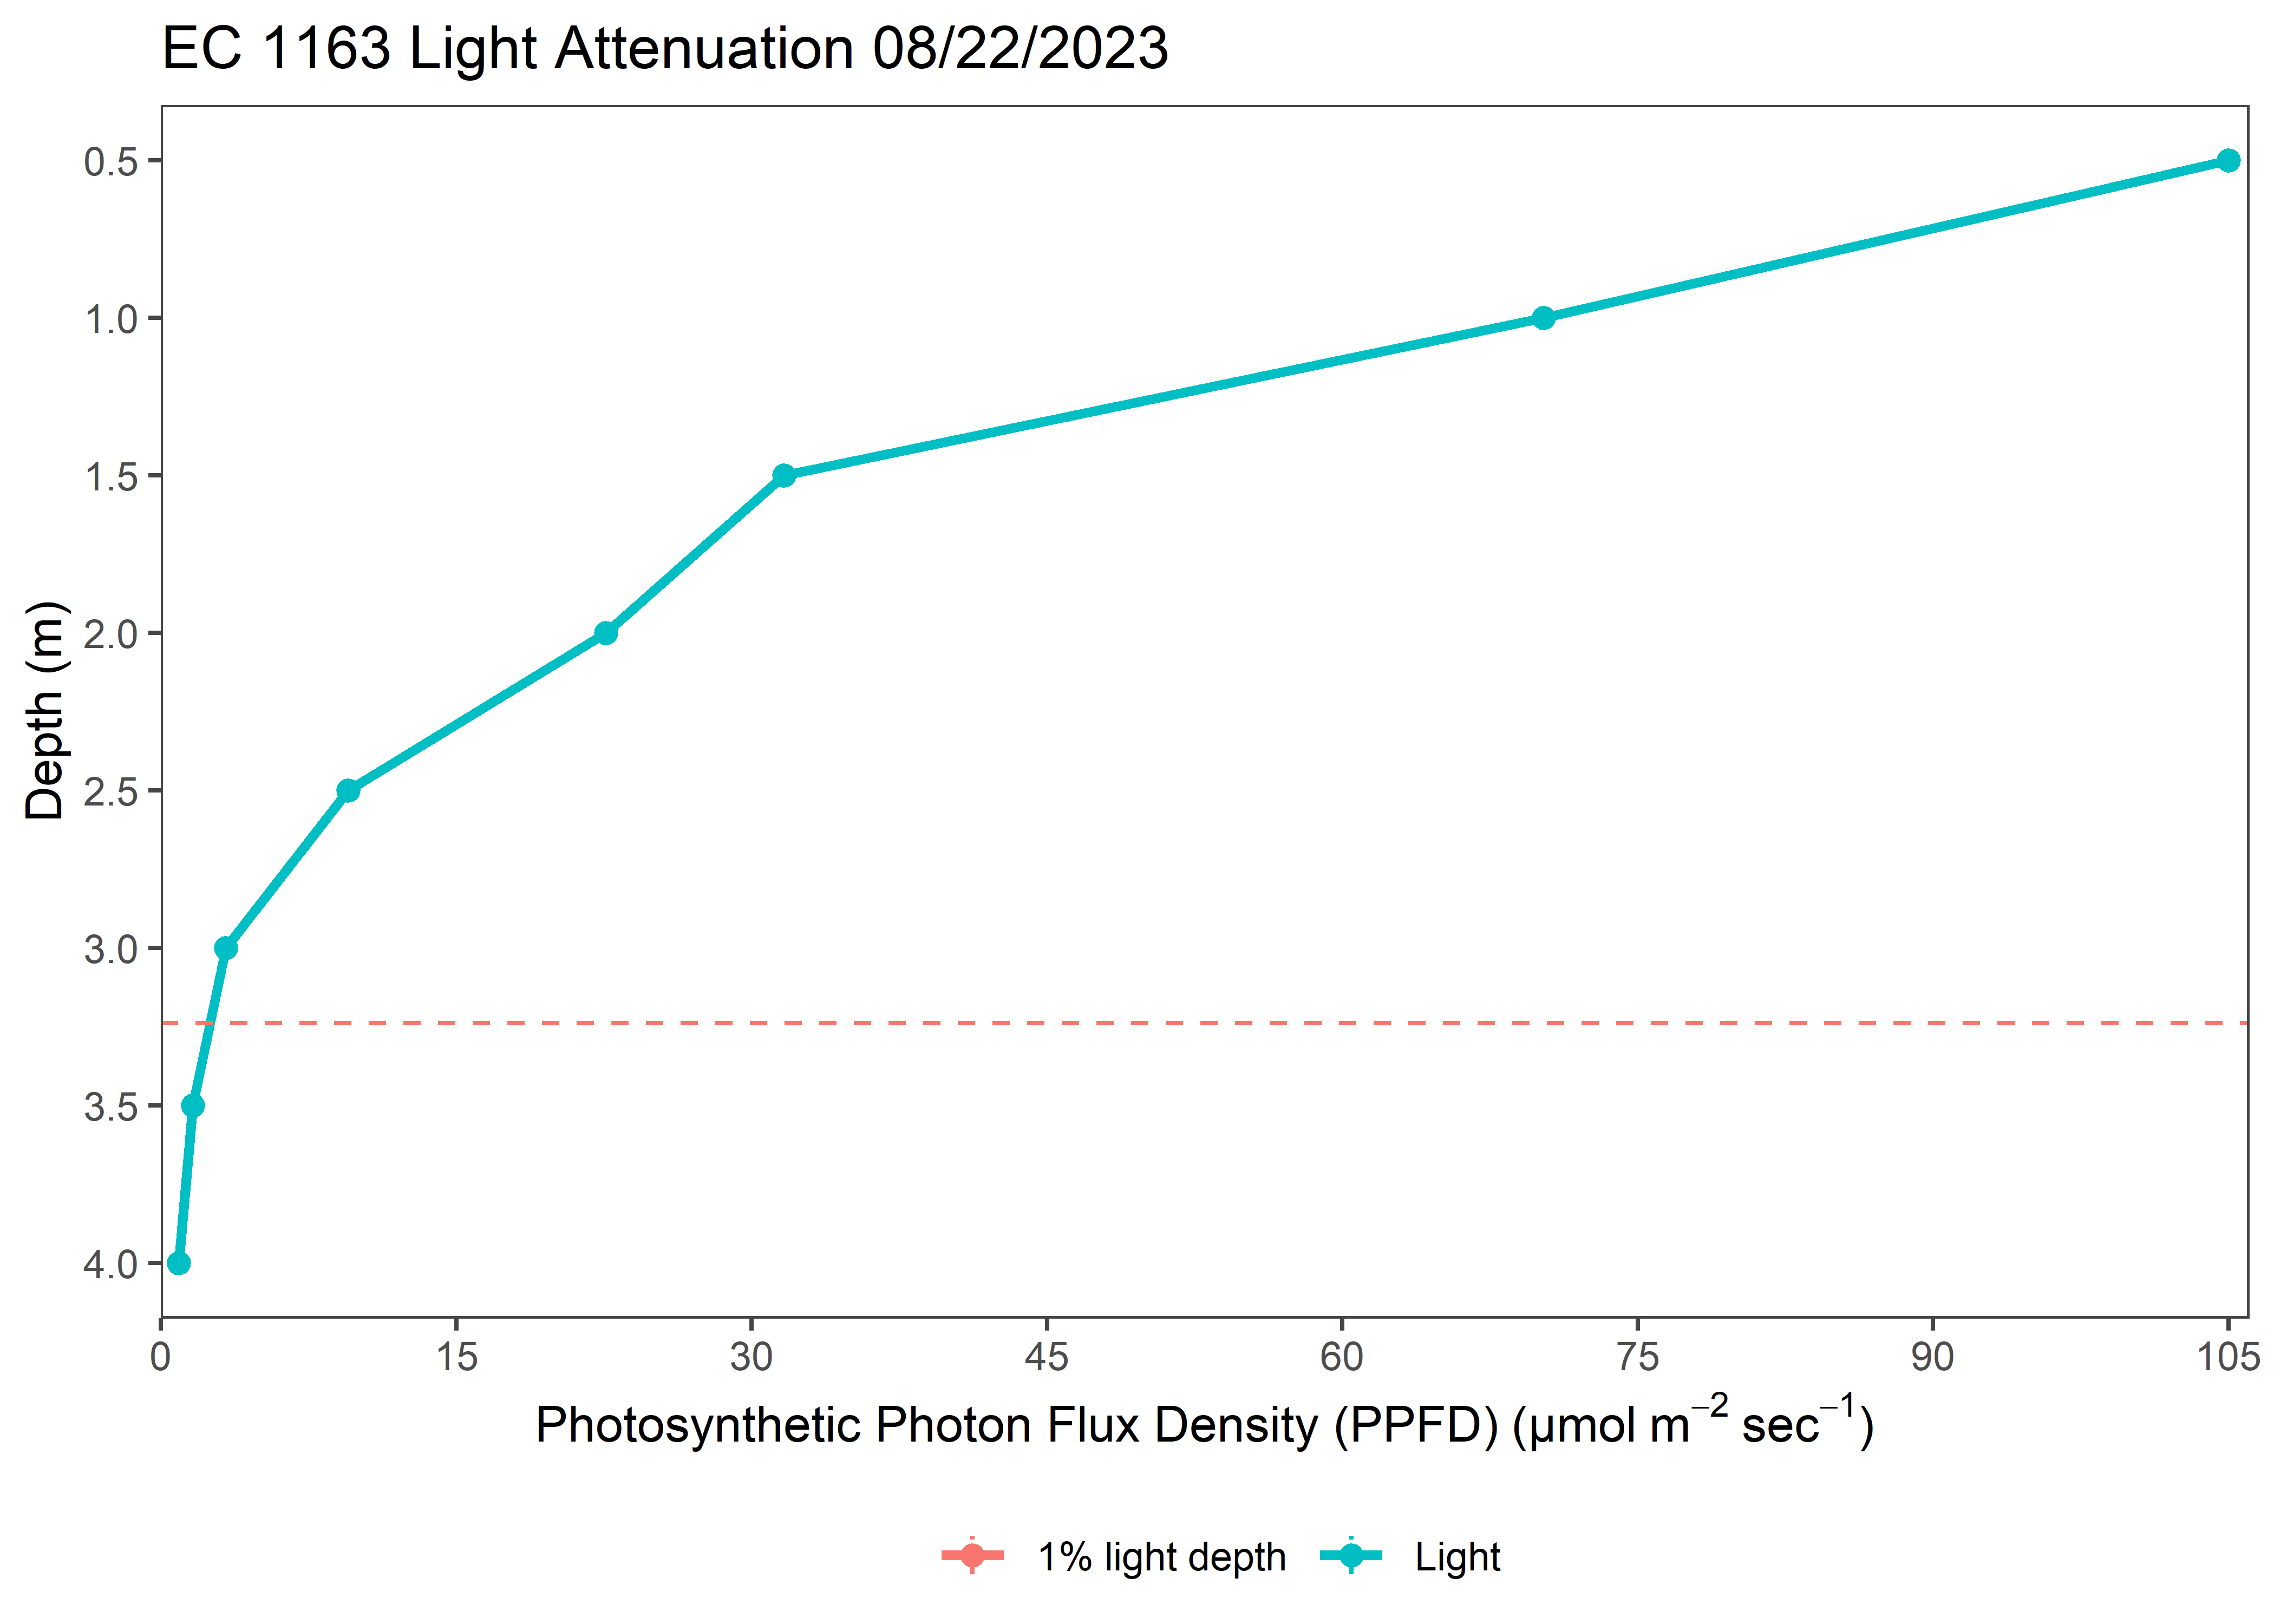 EC 1163 Light Attenuation 08/22/2023
Depth (m)
0.5
1.0
1.5
2.0
2.5
3.0
3.5
4.0
0 15 30 45 60 75 90 105
Photosynthetic Photon Flux Density (PPFD) (µmol m⁻² sec⁻¹)
1% light depth Light